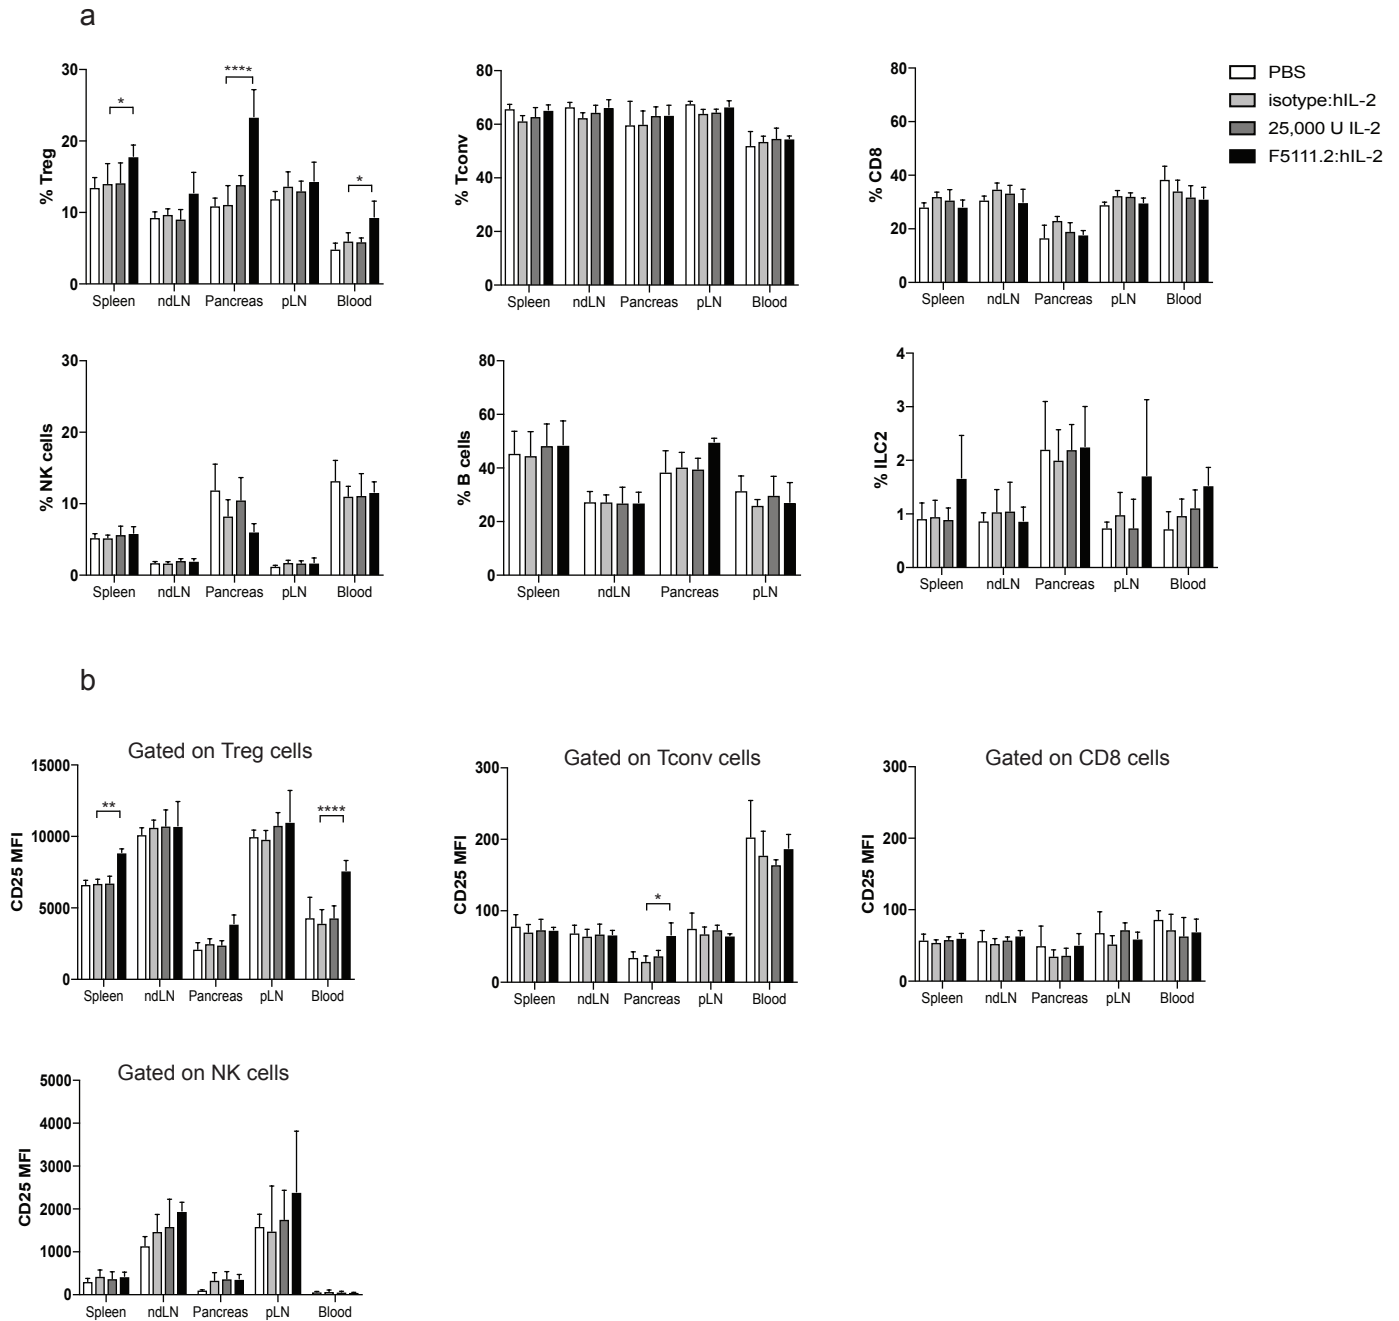 a
30
20
10
0
% Treg
*
****
*
Spleen ndLN Pancreas pLN Blood
80
60
40
20
0
% Tconv
Spleen ndLN Pancreas pLN Blood
80
60
40
20
0
% CD8
Spleen ndLN Pancreas pLN Blood
PBS
isotype:hIL-2
25,000 U IL-2
F5111.2:hIL-2
30
20
10
0
% NK cells
Spleen ndLN Pancreas pLN Blood
80
60
40
20
0
% B cells
Spleen ndLN Pancreas pLN
4
3
2
1
0
% ILC2
Spleen ndLN Pancreas pLN Blood
b
Gated on Treg cells
15000
10000
5000
0
CD25 MFI
**
****
Spleen ndLN Pancreas pLN Blood
Gated on Tconv cells
300
200
100
0
CD25 MFI
*
Spleen ndLN Pancreas pLN Blood
Gated on CD8 cells
300
200
100
0
CD25 MFI
Spleen ndLN Pancreas pLN Blood
Gated on NK cells
5000
4000
3000
2000
1000
0
CD25 MFI
Spleen ndLN Pancreas pLN Blood